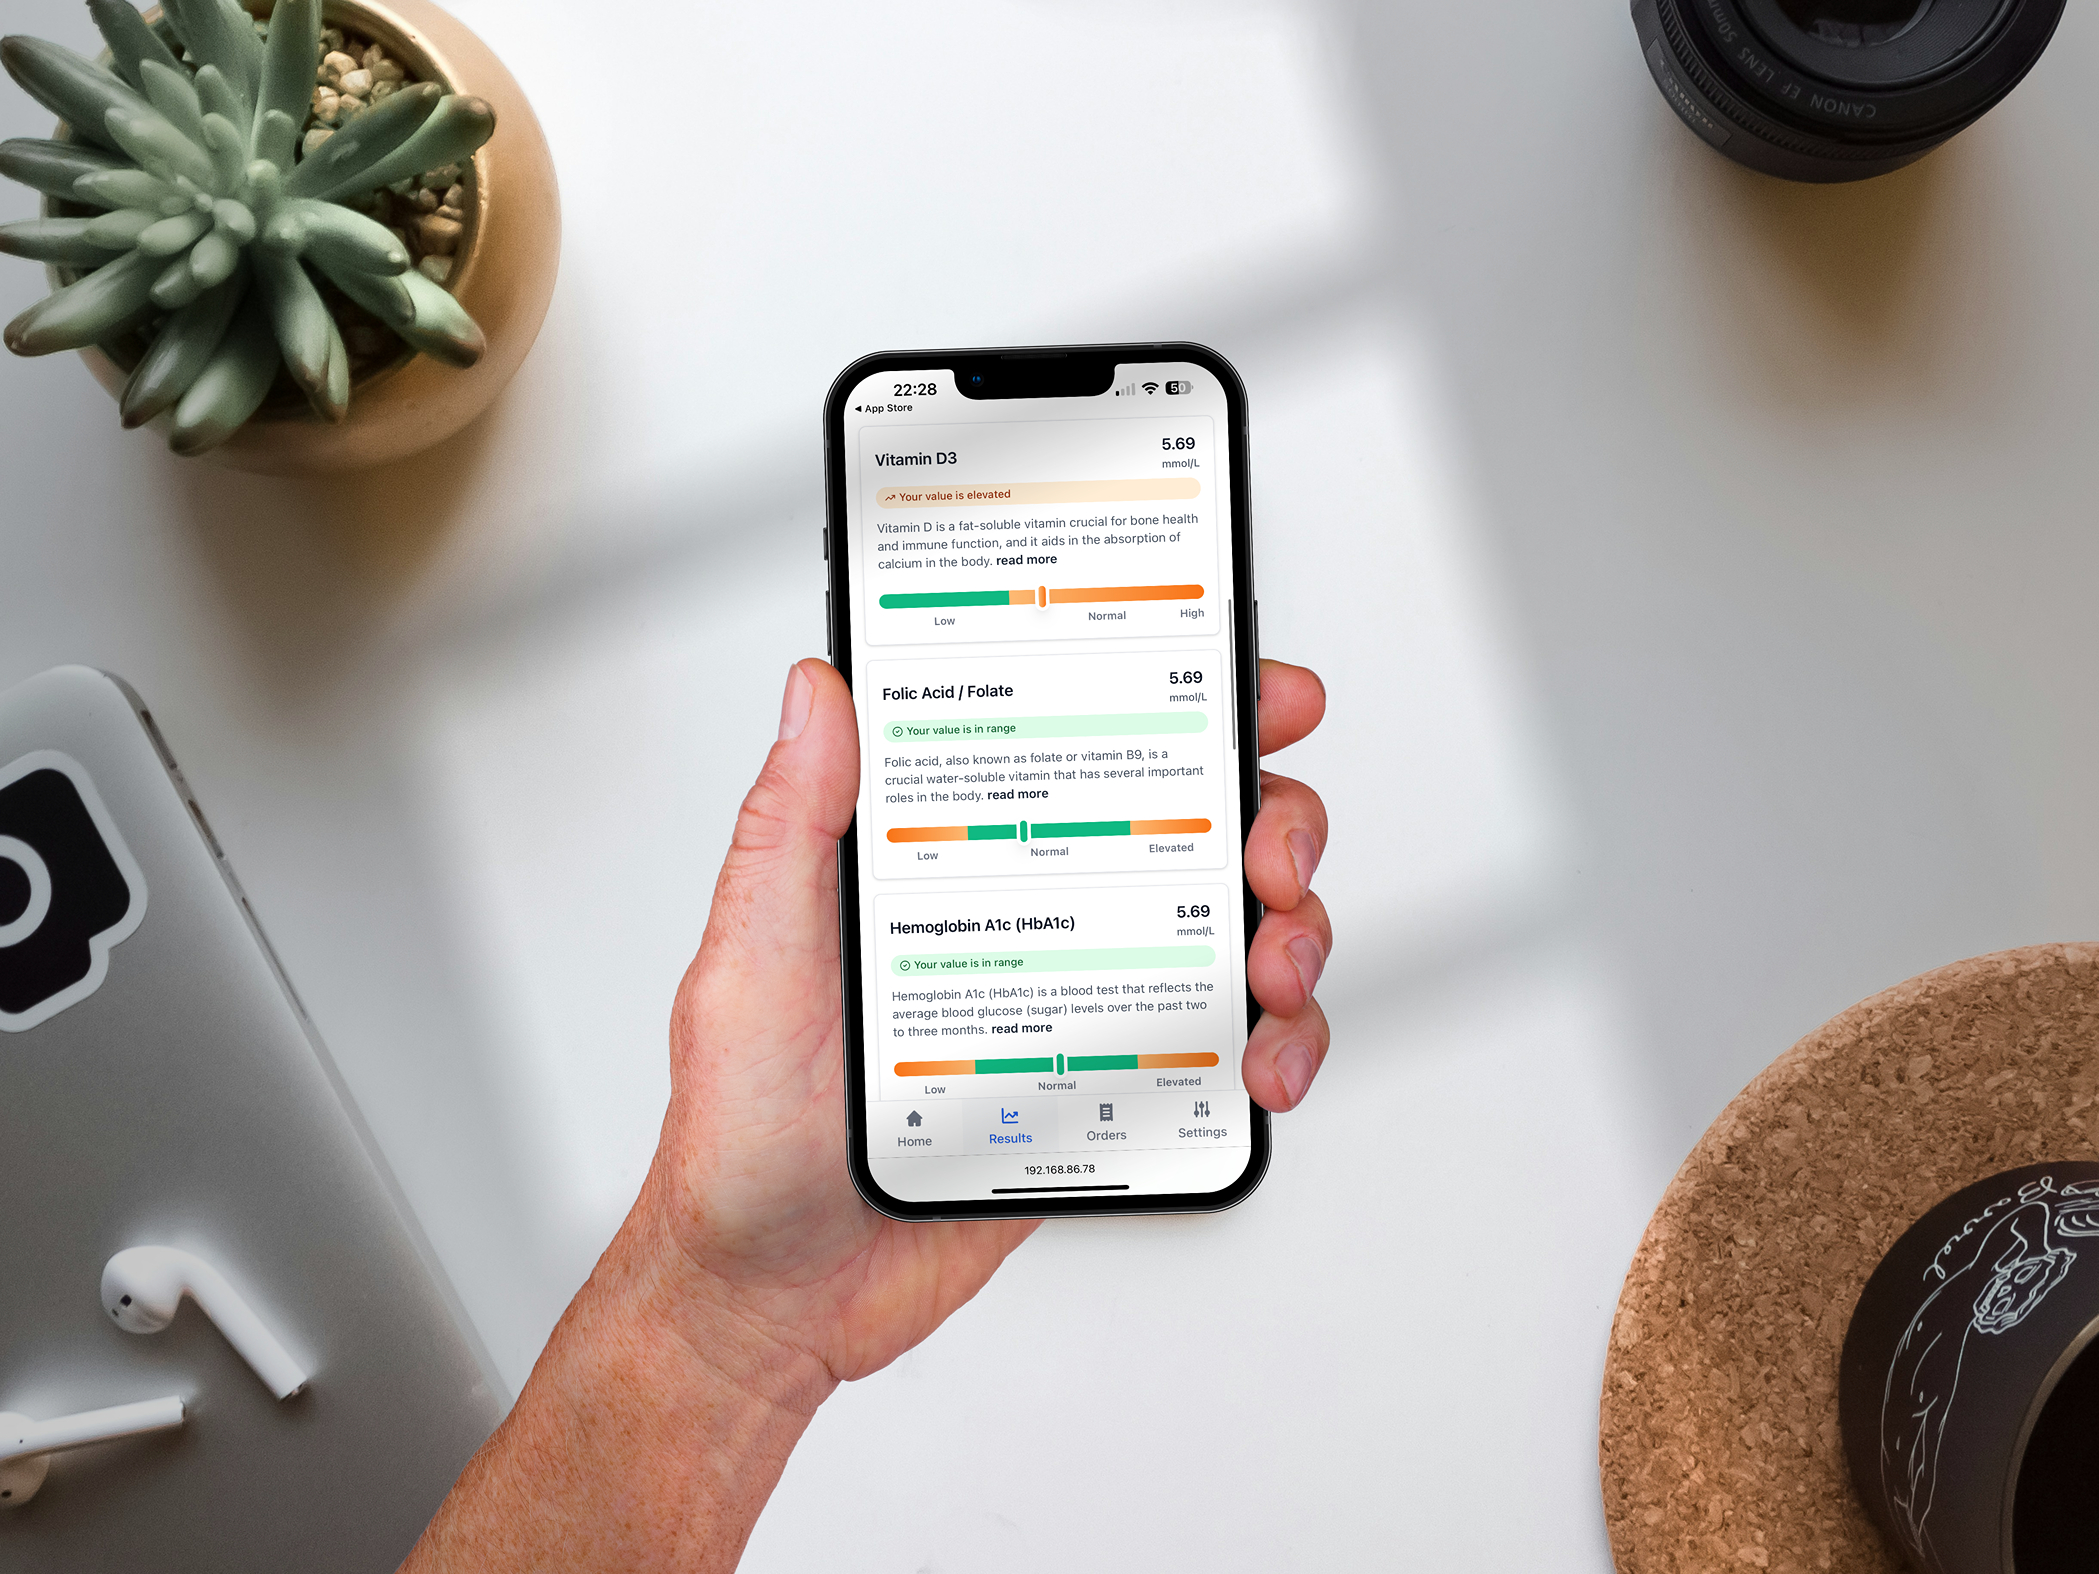 CANON EF LENS 50mm
22:28
50
App Store
Vitamin D3
5.69
mmol/L
Your value is elevated
Vitamin D is a fat-soluble vitamin crucial for bone health
and immune function, and it aids in the absorption of
calcium in the body. read more
Low Normal High
Folic Acid / Folate
5.69
mmol/L
Your value is in range
Folic acid, also known as folate or vitamin B9, is a
crucial water-soluble vitamin that has several important
roles in the body. read more
Low Normal Elevated
Hemoglobin A1c (HbA1c)
5.69
mmol/L
Your value is in range
Hemoglobin A1c (HbA1c) is a blood test that reflects the
average blood glucose (sugar) levels over the past two
to three months. read more
Low Normal Elevated
Home Results Orders Settings
192.168.86.78